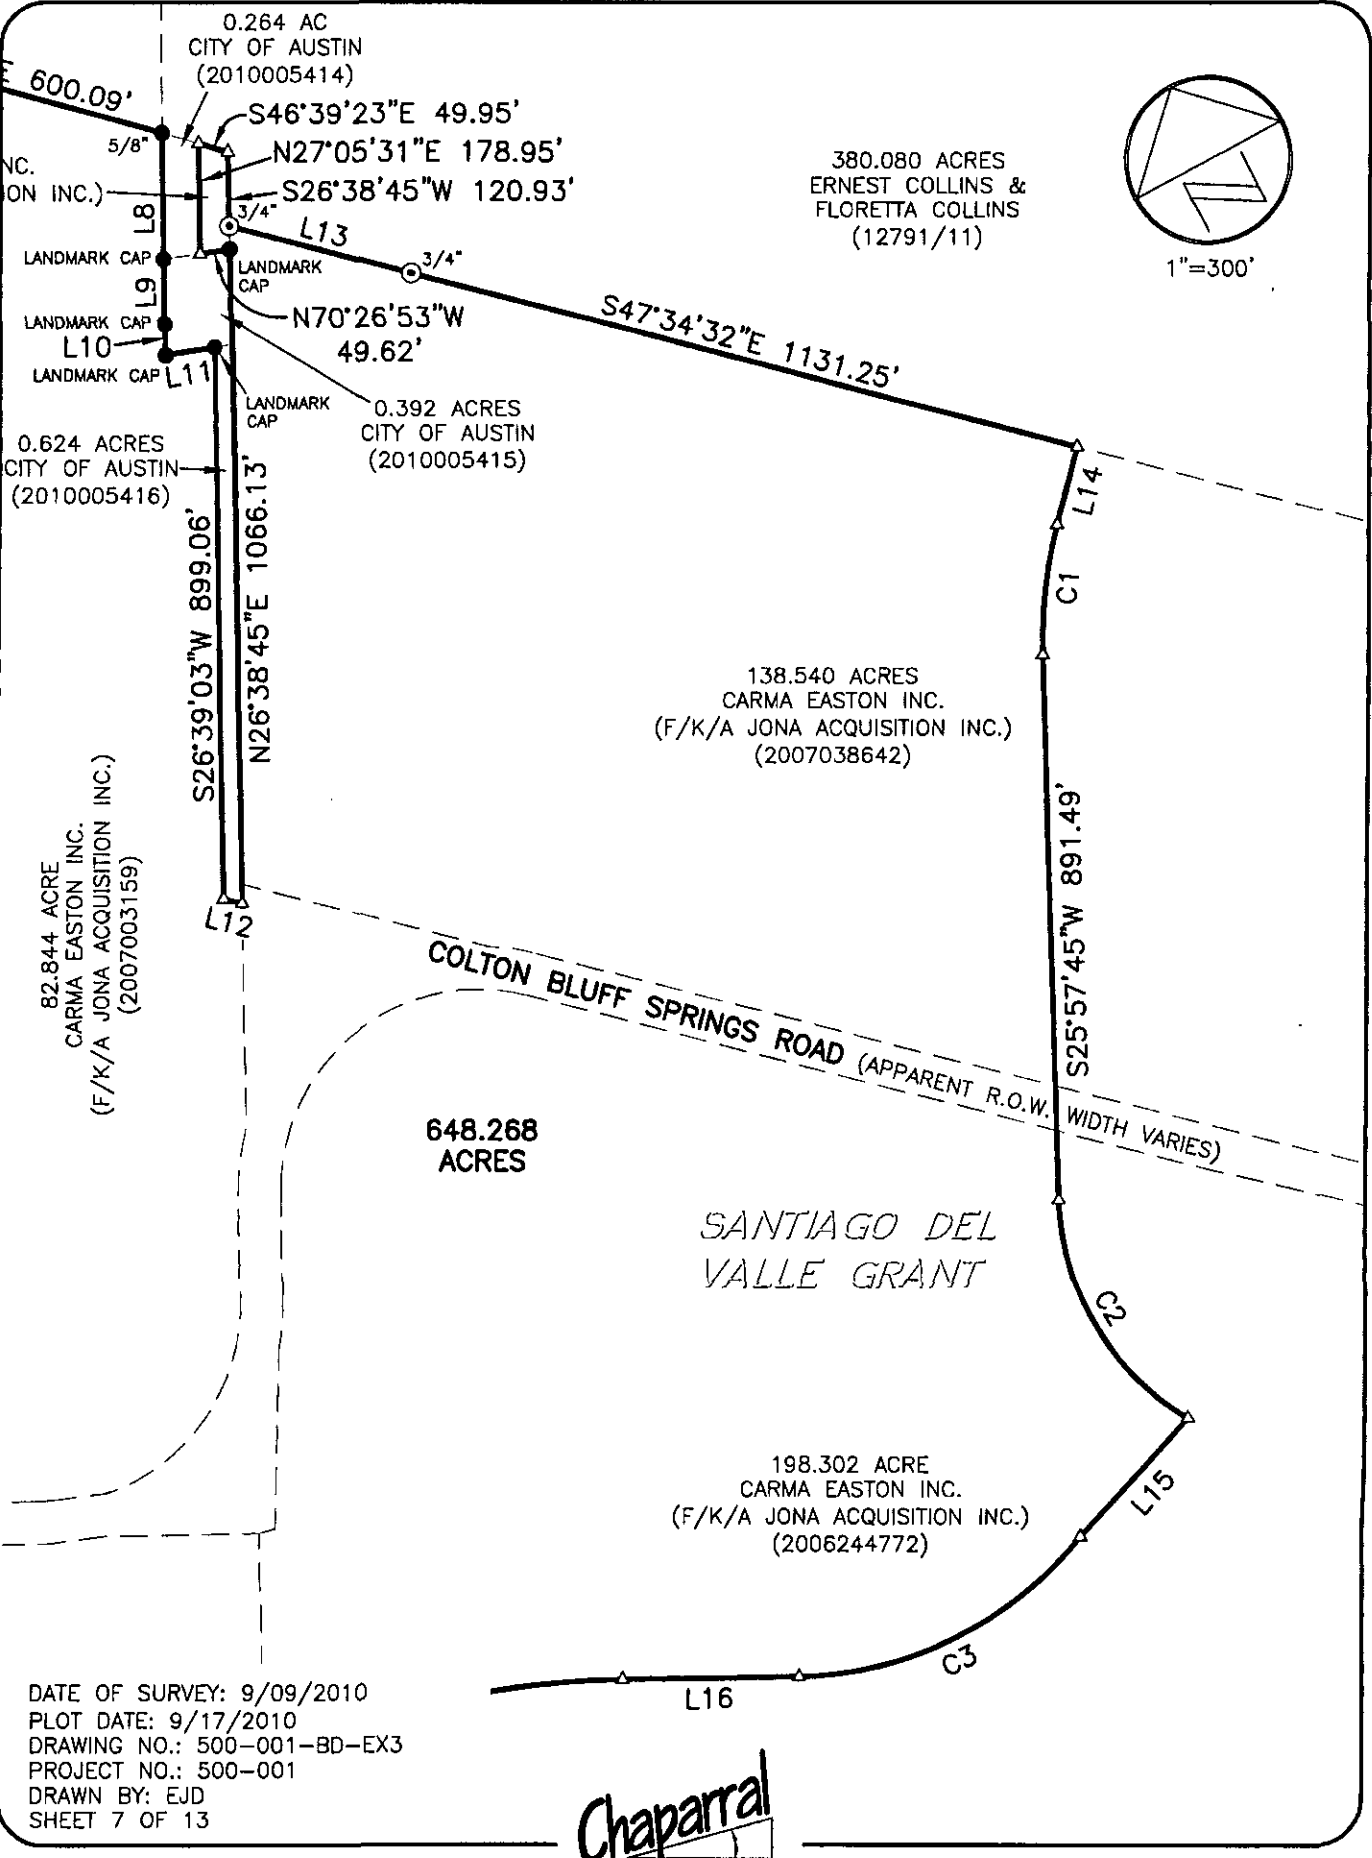 0.264 AC
CITY OF AUSTIN
(2010005414)
600.09'
5/8"
S46°39'23"E 49.95'
N27°05'31"E 178.95'
S26°38'45"W 120.93'
NC.
ION INC.)
L8
3/4"
L13
3/4"
LANDMARK CAP
LANDMARK
CAP
L9
N70°26'53"W
49.62'
LANDMARK CAP
L10
LANDMARK CAP
L11
LANDMARK
CAP
380.080 ACRES
ERNEST COLLINS &
FLORETTA COLLINS
(12791/11)
N
1"=300'
S47°34'32"E 1131.25'
0.392 ACRES
CITY OF AUSTIN
(2010005415)
0.624 ACRES
CITY OF AUSTIN
(2010005416)
S26°39'03"W 899.06'
N26°38'45"E 1066.13'
L14
C1
138.540 ACRES
CARMA EASTON INC.
(F/K/A JONA ACQUISITION INC.)
(2007038642)
82.844 ACRE
CARMA EASTON INC.
(F/K/A JONA ACQUISITION INC.)
(2007003159)
L12
S25°57'45"W 891.49'
COLTON BLUFF SPRINGS ROAD (APPARENT R.O.W. WIDTH VARIES)
648.268
ACRES
SANTIAGO DEL
VALLE GRANT
C2
198.302 ACRE
CARMA EASTON INC.
(F/K/A JONA ACQUISITION INC.)
(2006244772)
L15
C3
L16
DATE OF SURVEY: 9/09/2010
PLOT DATE: 9/17/2010
DRAWING NO.: 500-001-BD-EX3
PROJECT NO.: 500-001
DRAWN BY: EJD
SHEET 7 OF 13
Chaparral